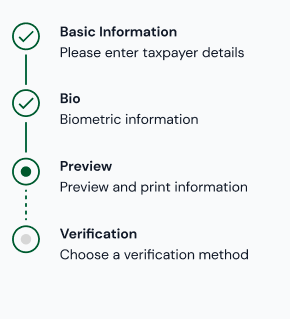 Basic Information
Please enter taxpayer details
Bio
Biometric information
Preview
Preview and print information
Verification
Choose a verification method